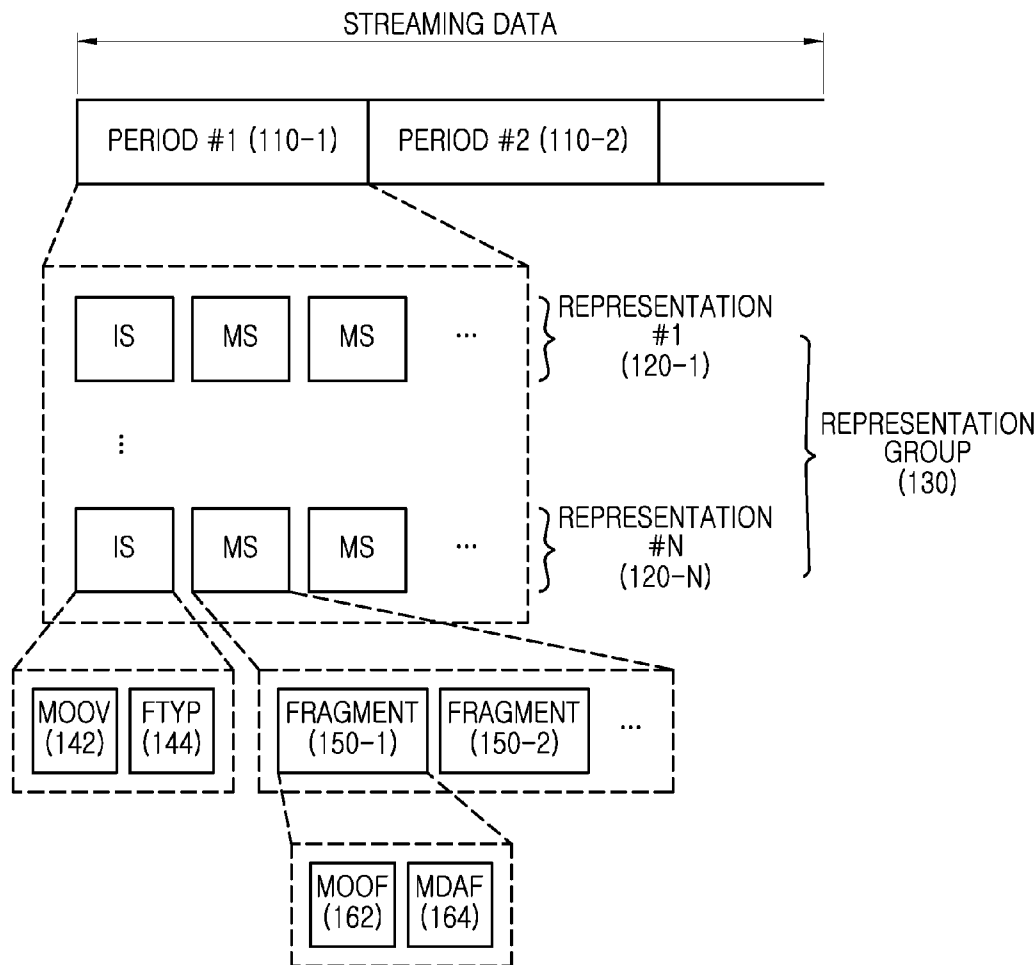 STREAMING DATA
PERIOD #1 (110-1) PERIOD #2 (110-2)
IS MS MS ...
REPRESENTATION
#1
(120-1)
⋮
REPRESENTATION
GROUP
(130)
IS MS MS ...
REPRESENTATION
#N
(120-N)
MOOV
(142)
FTYP
(144)
FRAGMENT
(150-1)
FRAGMENT
(150-2)
...
MOOF
(162)
MDAF
(164)